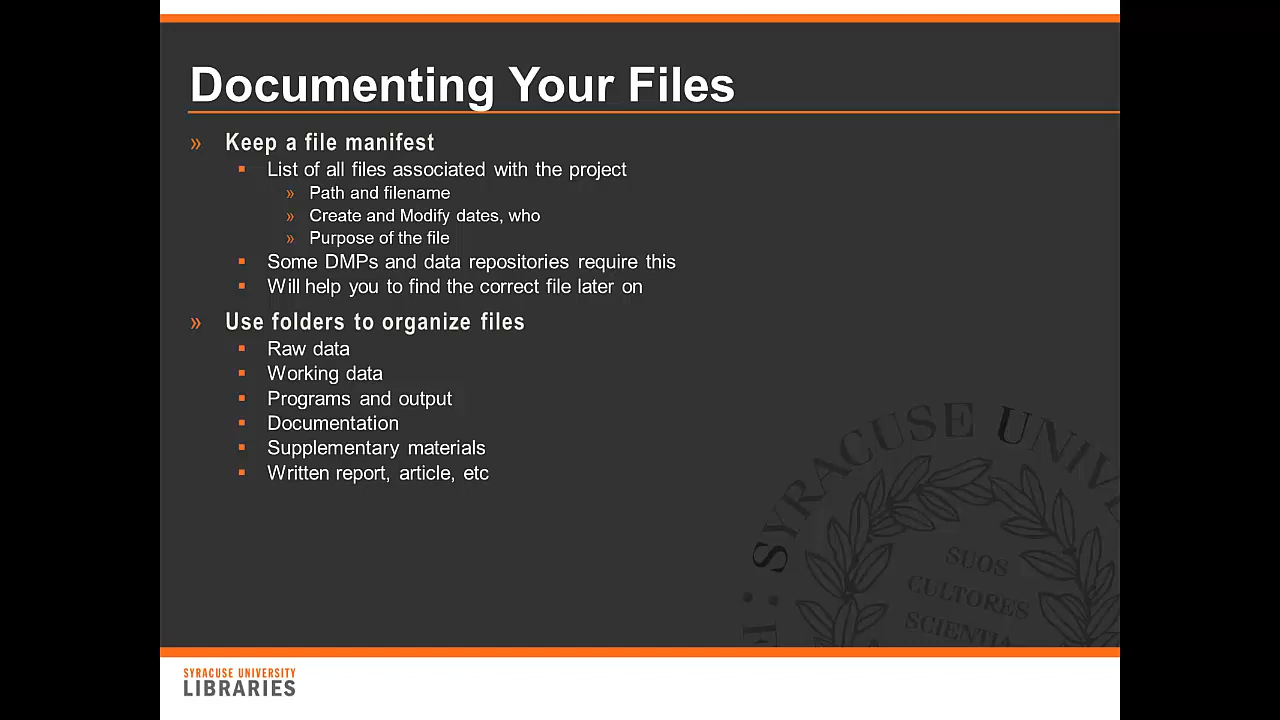 Documenting Your Files
» Keep a file manifest
▪ List of all files associated with the project
» Path and filename
» Create and Modify dates, who
» Purpose of the file
▪ Some DMPs and data repositories require this
▪ Will help you to find the correct file later on
» Use folders to organize files
▪ Raw data
▪ Working data
▪ Programs and output
▪ Documentation
▪ Supplementary materials
▪ Written report, article, etc
SYRACUSE UNIV
SUOS
CULTORES
SCIENTIA
SYRACUSE UNIVERSITY
LIBRARIES